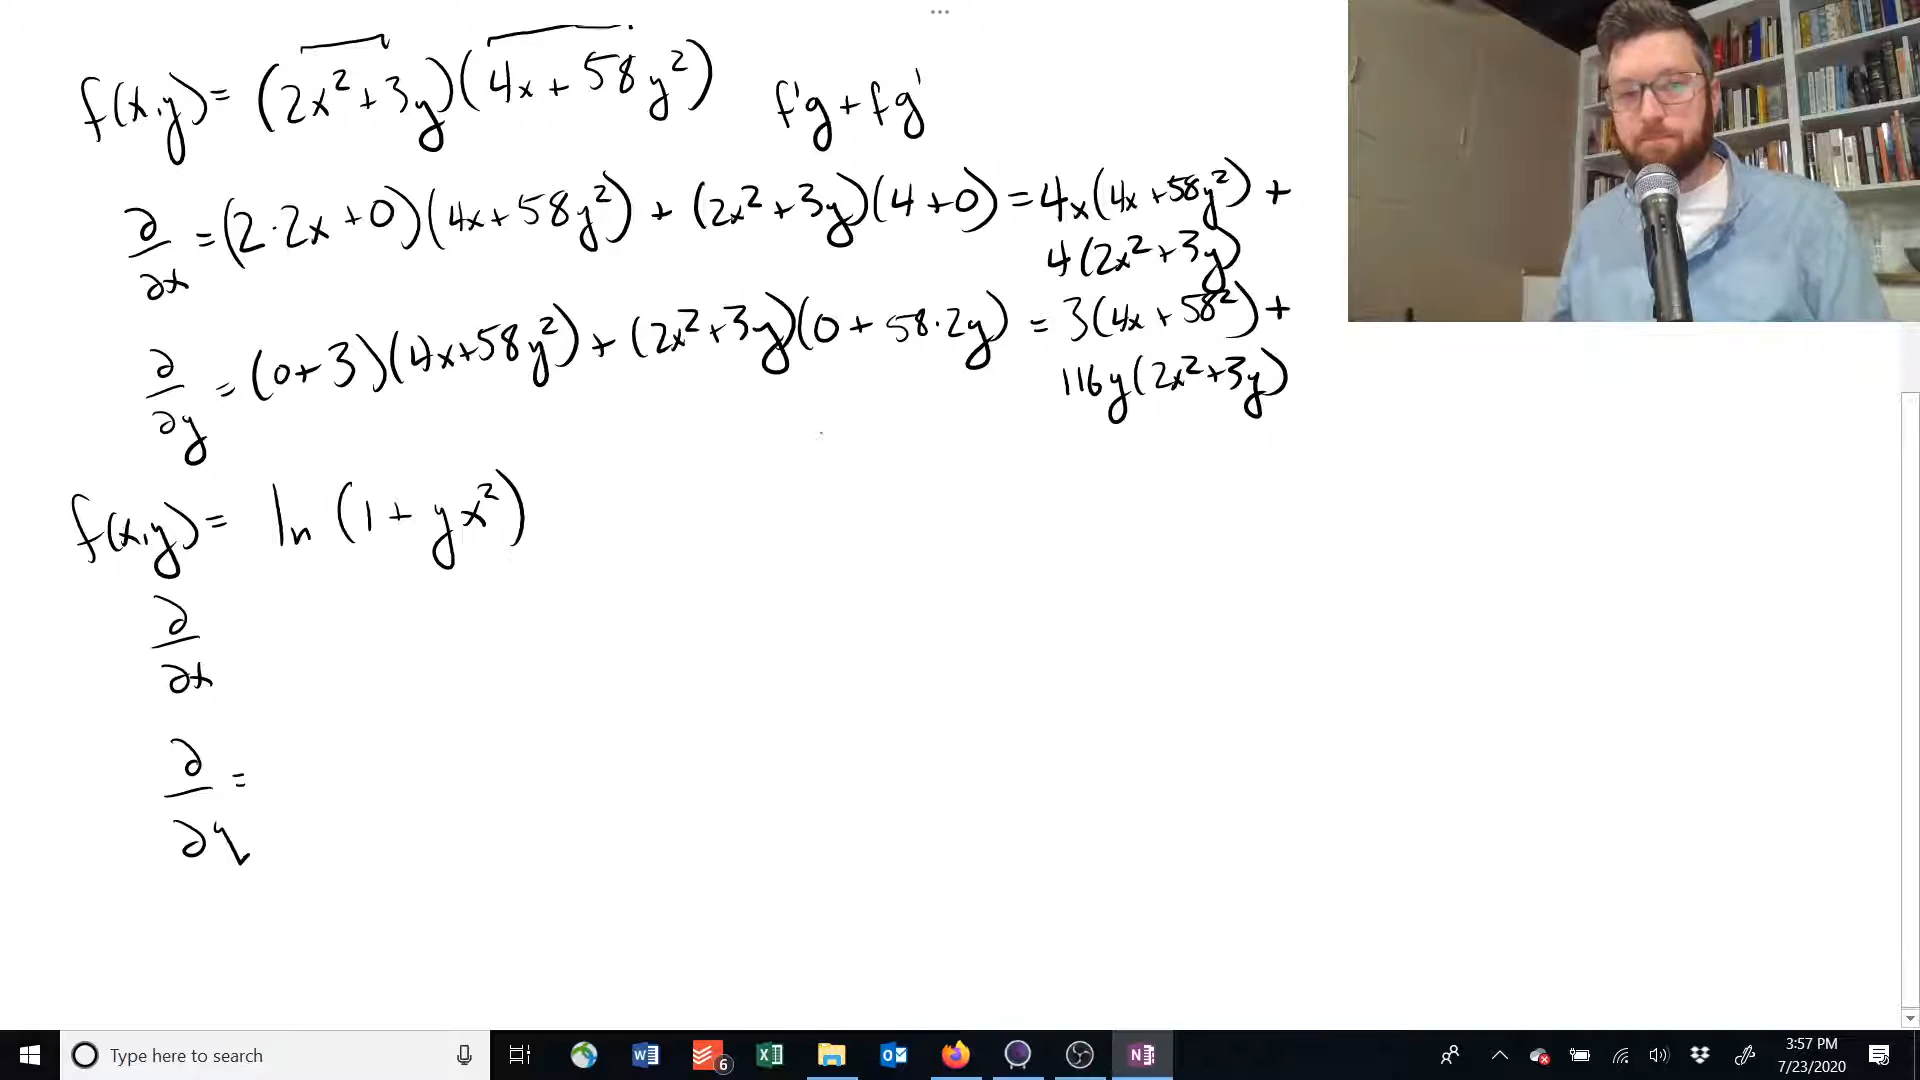 f(x,y) = (2x²+3y)(4x+58y²) f'g + fg'
∂/∂x = (2·2x+0)(4x+58y²) + (2x²+3y)(4+0) = 4x(4x+58y²) +
4(2x²+3y)
∂/∂y = (0+3)(4x+58y²) + (2x²+3y)(0+58·2y) = 3(4x+58²) +
116y(2x²+3y)
f(x,y) = ln(1+yx²)
∂/∂x
∂/∂y =
Type here to search
6
3:57 PM
7/23/2020